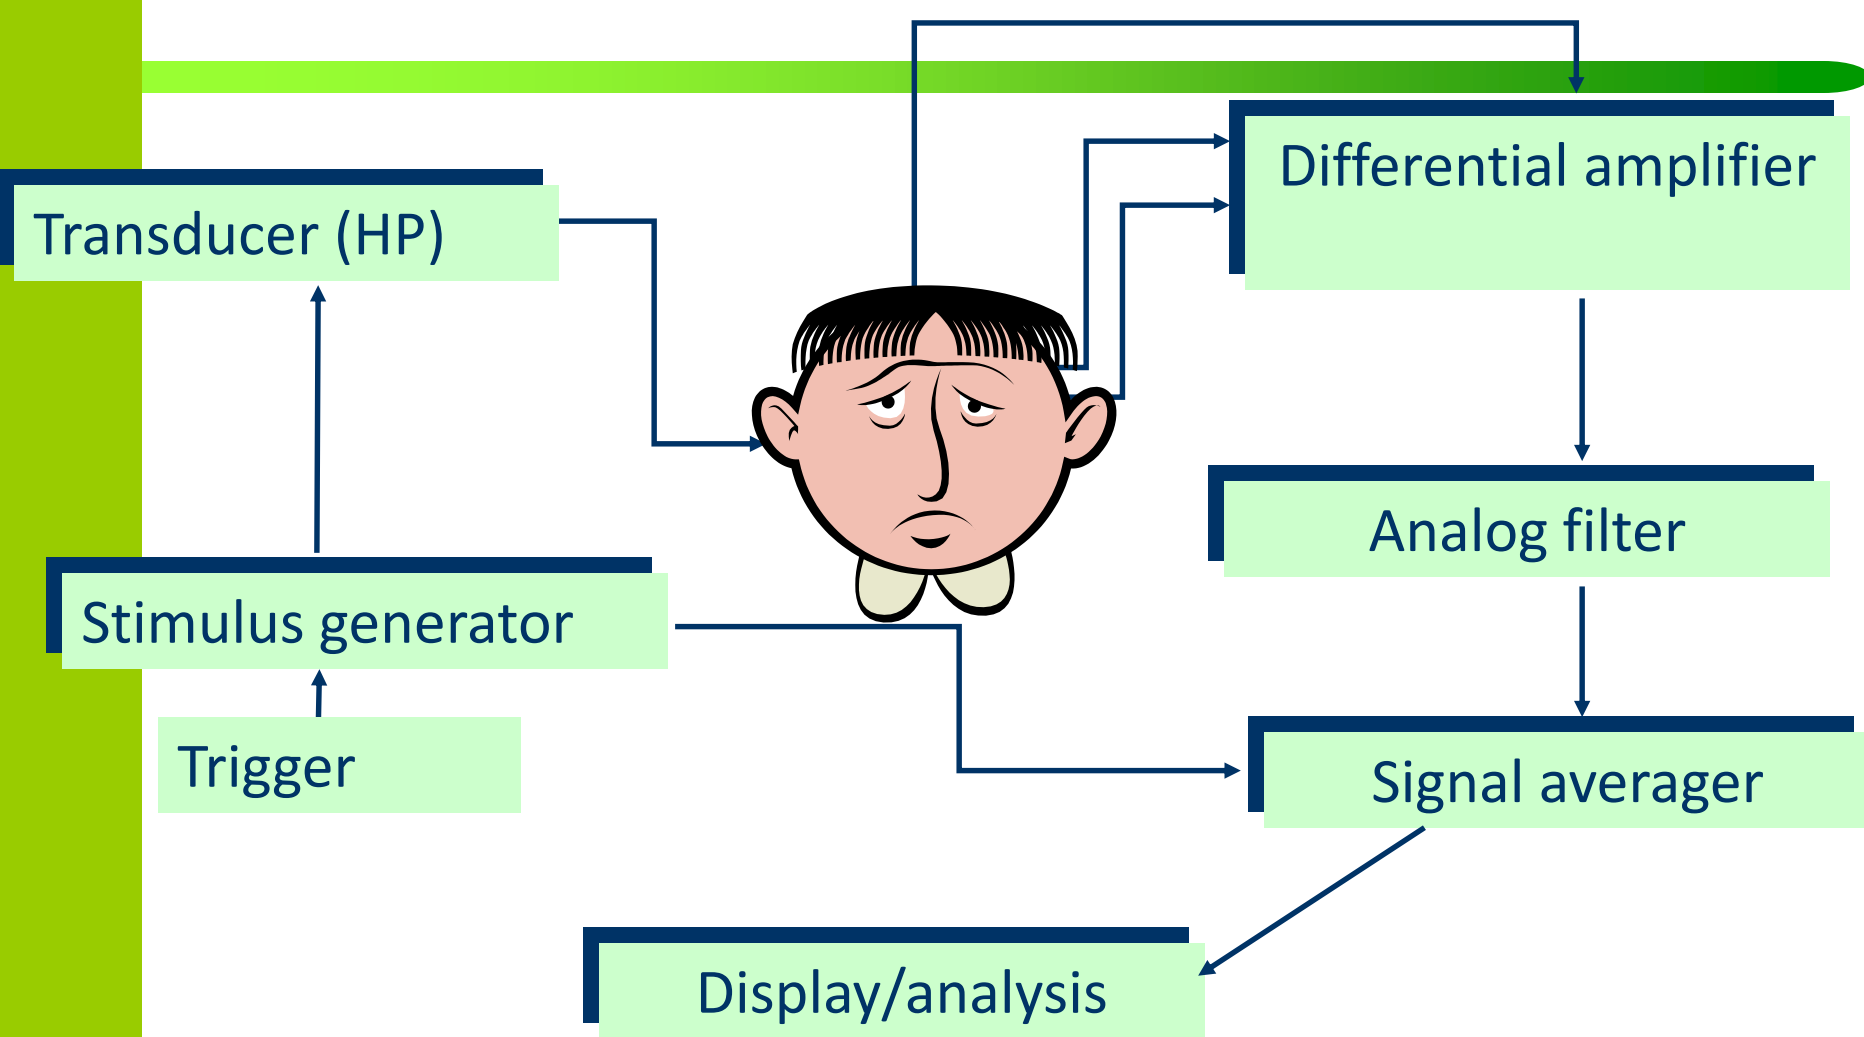 Differential amplifier
Transducer (HP)
Analog filter
Stimulus generator
Trigger
Signal averager
Display/analysis